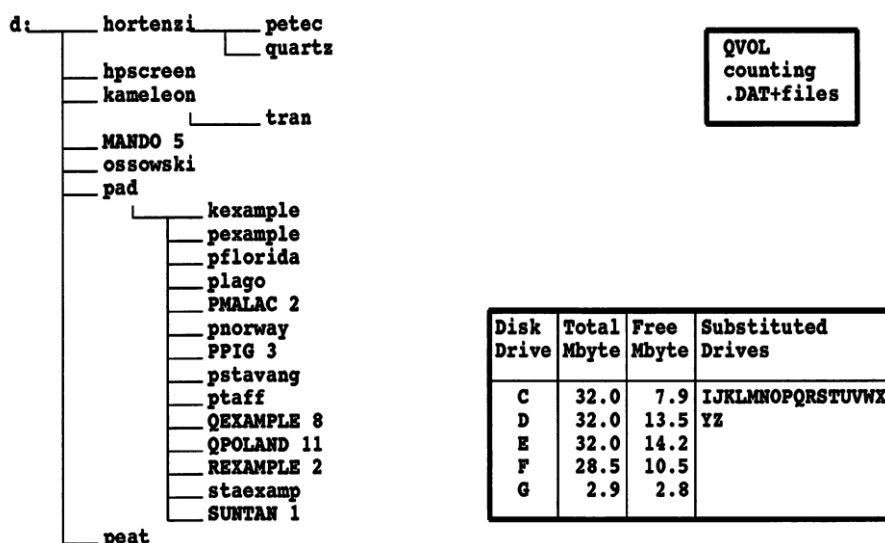 d: hortenzi petec
quartz
hpscreen
kameleon
tran
MANDO 5
ossowski
pad
kexample
pexample
pflorida
plago
PMALAC 2
pnorway
PPIG 3
pstavang
ptaff
QEXAMPLE 8
QPOLAND 11
REXAMPLE 2
staexamp
SUNTAN 1
peat
QVOL
counting
.DAT+files
Disk Total Free Substituted
Drive Mbyte Mbyte Drives
C 32.0 7.9 IJKLMNOPQRSTUVWX
D 32.0 13.5 YZ
E 32.0 14.2
F 28.5 10.5
G 2.9 2.8